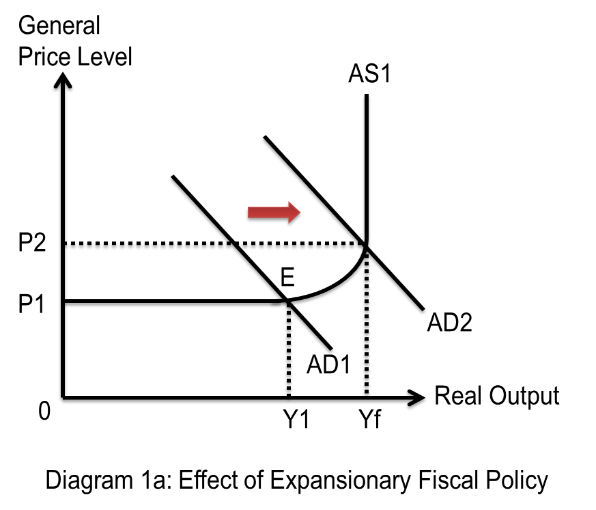 General
Price Level
AS1
P2
E
P1
AD2
AD1
Real Output
0
Y1
Yf
Diagram 1a: Effect of Expansionary Fiscal Policy